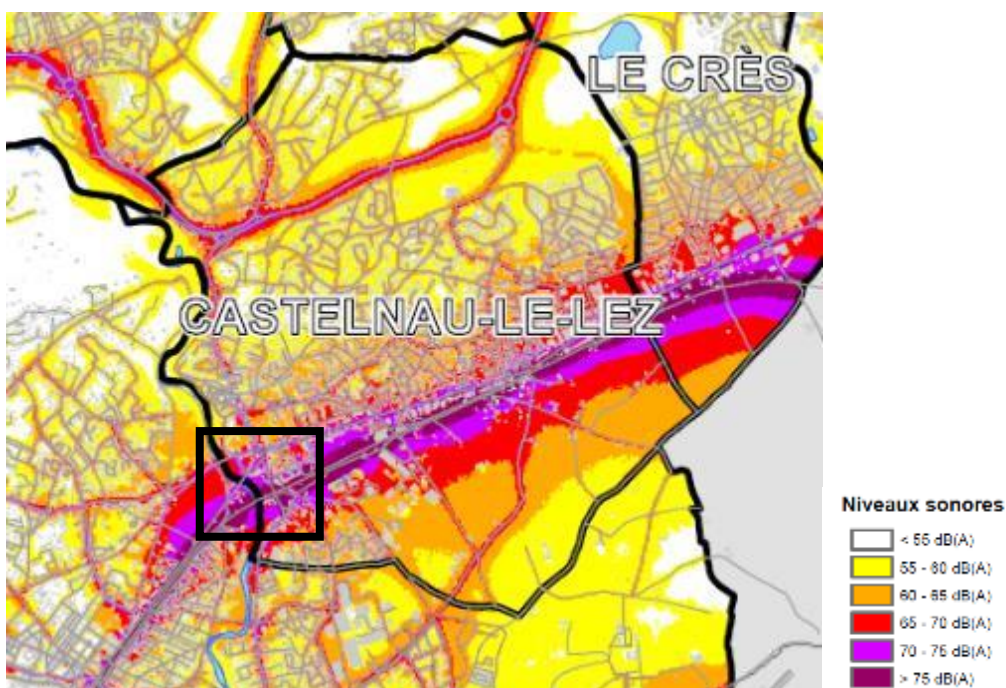 LE CRÈS
CASTELNAU-LE-LEZ
Niveaux sonores
< 55 dB(A)
55 - 60 dB(A)
60 - 65 dB(A)
65 - 70 dB(A)
70 - 75 dB(A)
> 75 dB(A)